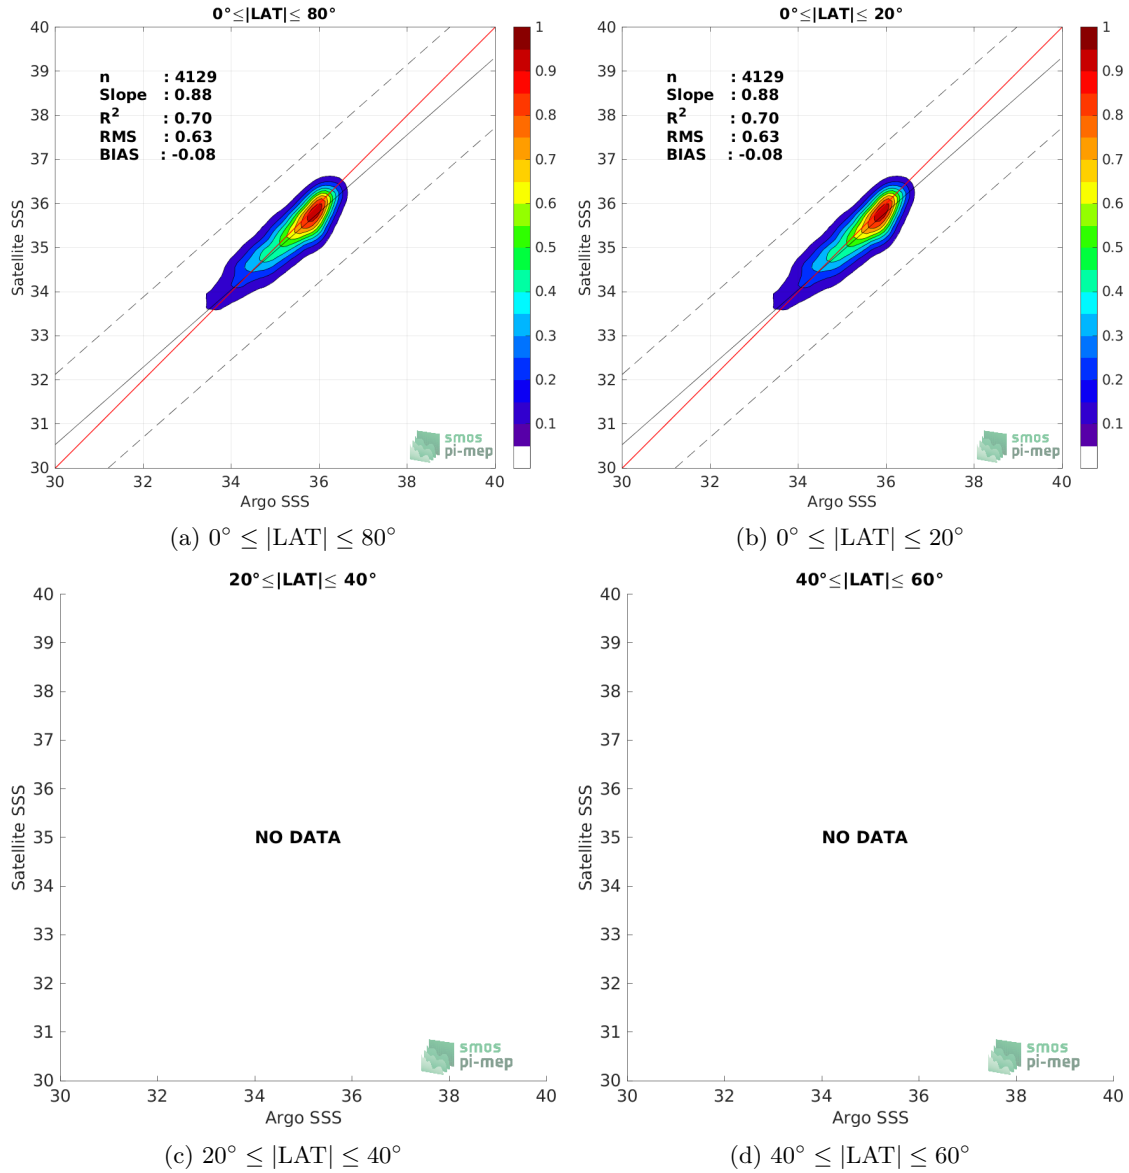 0°≤|LAT|≤ 80°
40
39
38
37
36
35
34
33
32
31
30
Satellite SSS
n : 4129
Slope : 0.88
R² : 0.70
RMS : 0.63
BIAS : -0.08
smos
pi-mep
30 32 34 36 38 40
Argo SSS
1
0.9
0.8
0.7
0.6
0.5
0.4
0.3
0.2
0.1
(a) 0° ≤ |LAT| ≤ 80°
0°≤|LAT|≤ 20°
40
39
38
37
36
35
34
33
32
31
30
Satellite SSS
n : 4129
Slope : 0.88
R² : 0.70
RMS : 0.63
BIAS : -0.08
smos
pi-mep
30 32 34 36 38 40
Argo SSS
1
0.9
0.8
0.7
0.6
0.5
0.4
0.3
0.2
0.1
(b) 0° ≤ |LAT| ≤ 20°
20°≤|LAT|≤ 40°
40
39
38
37
36
35
34
33
32
31
30
Satellite SSS
NO DATA
smos
pi-mep
30 32 34 36 38 40
Argo SSS
(c) 20° ≤ |LAT| ≤ 40°
40°≤|LAT|≤ 60°
40
39
38
37
36
35
34
33
32
31
30
Satellite SSS
NO DATA
smos
pi-mep
30 32 34 36 38 40
Argo SSS
(d) 40° ≤ |LAT| ≤ 60°